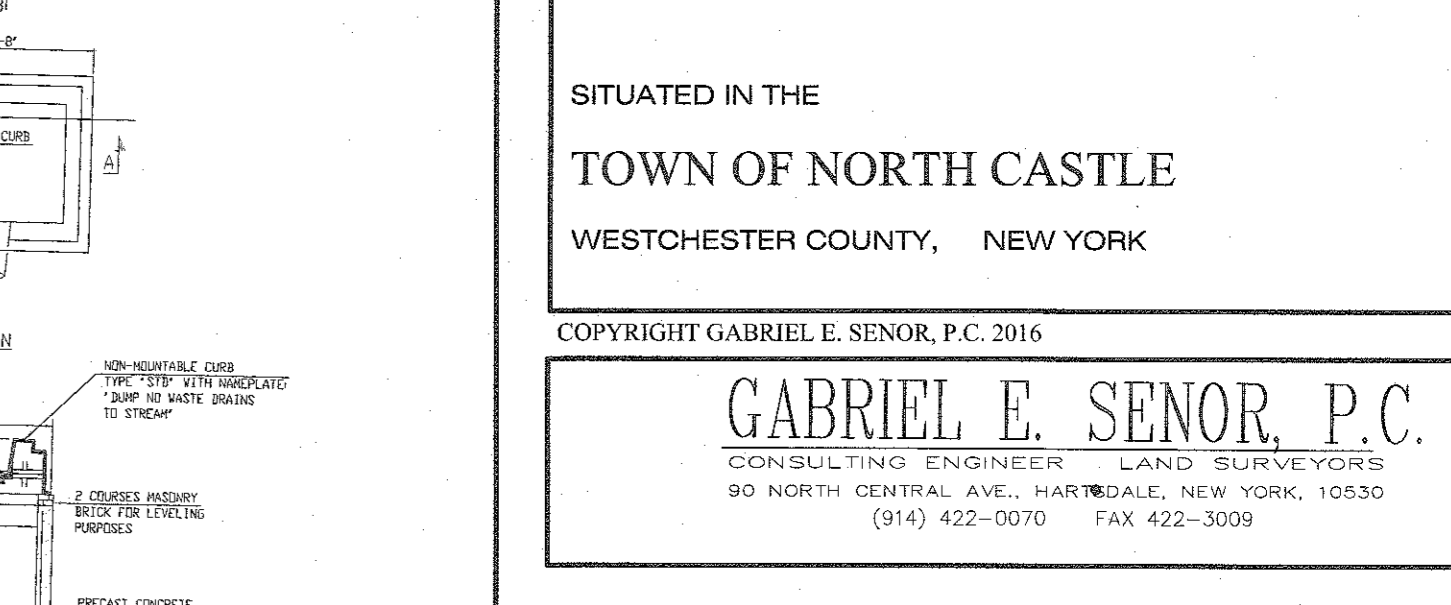 -8"
CURB
A
N
NON-MOUNTABLE CURB
TYPE "STD" WITH NAMEPLATE:
"DUMP NO WASTE DRAINS
TO STREAM"
2 COURSES MASONRY
BRICK FOR LEVELING
PURPOSES
PRECAST CONCRETE
SITUATED IN THE
TOWN OF NORTH CASTLE
WESTCHESTER COUNTY, NEW YORK
COPYRIGHT GABRIEL E. SENOR, P.C. 2016
GABRIEL E. SENOR, P.C.
CONSULTING ENGINEER LAND SURVEYORS
90 NORTH CENTRAL AVE., HARTSDALE, NEW YORK, 10530
(914) 422-0070 FAX 422-3009